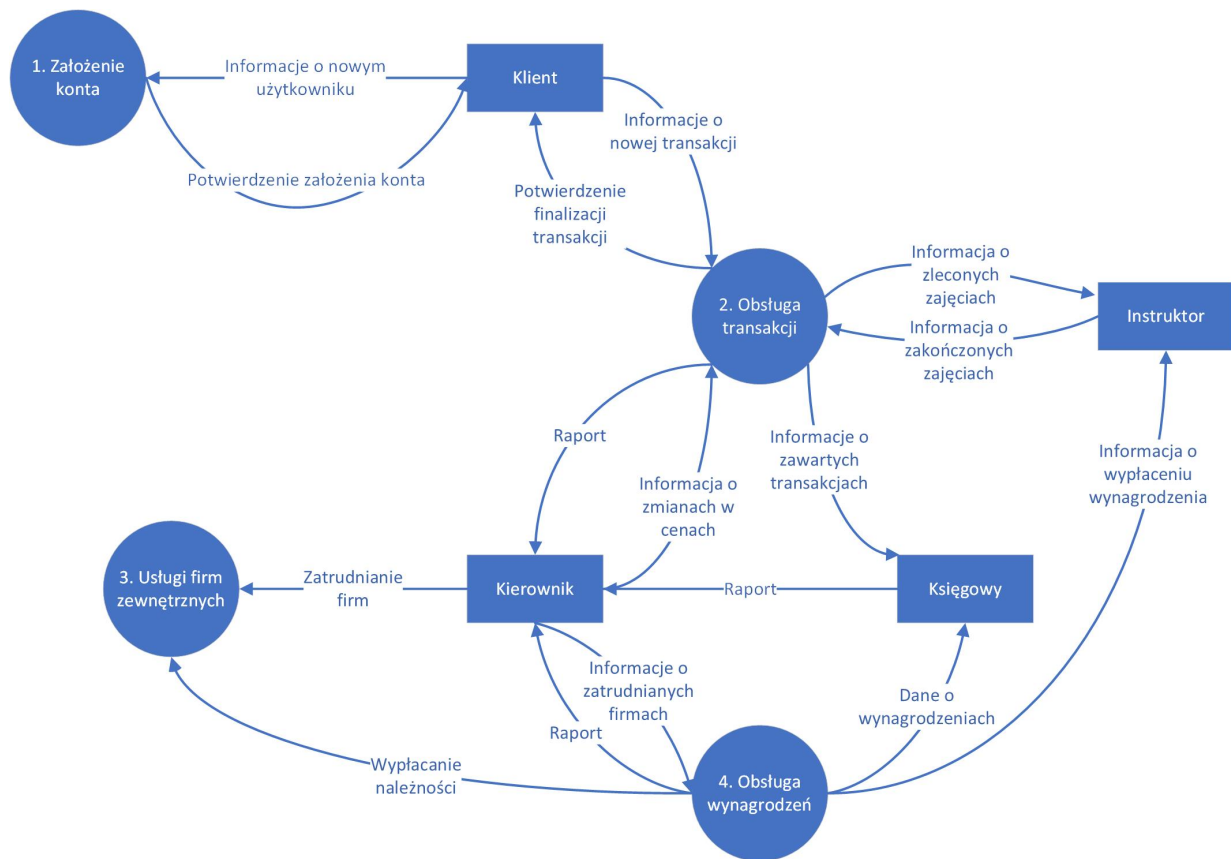 1. Założenie
konta
Informacje o nowym
użytkowniku
Klient
Informacje o
nowej transakcji
Potwierdzenie założenia konta
Potwierdzenie
finalizacji
transakcji
2. Obsługa
transakcji
Informacja o
zleconych
zajęciach
Instruktor
Informacja o
zakończonych
zajęciach
Raport
Informacja o
zmianach w
cenach
Informacje o
zawartych
transakcjach
Informacja o
wypłaceniu
wynagrodzenia
3. Usługi firm
zewnętrznych
Zatrudnianie
firm
Kierownik
Raport
Księgowy
Informacje o
zatrudnianych
firmach
Raport
Dane o
wynagrodzeniach
Wypłacanie
należności
4. Obsługa
wynagrodzeń